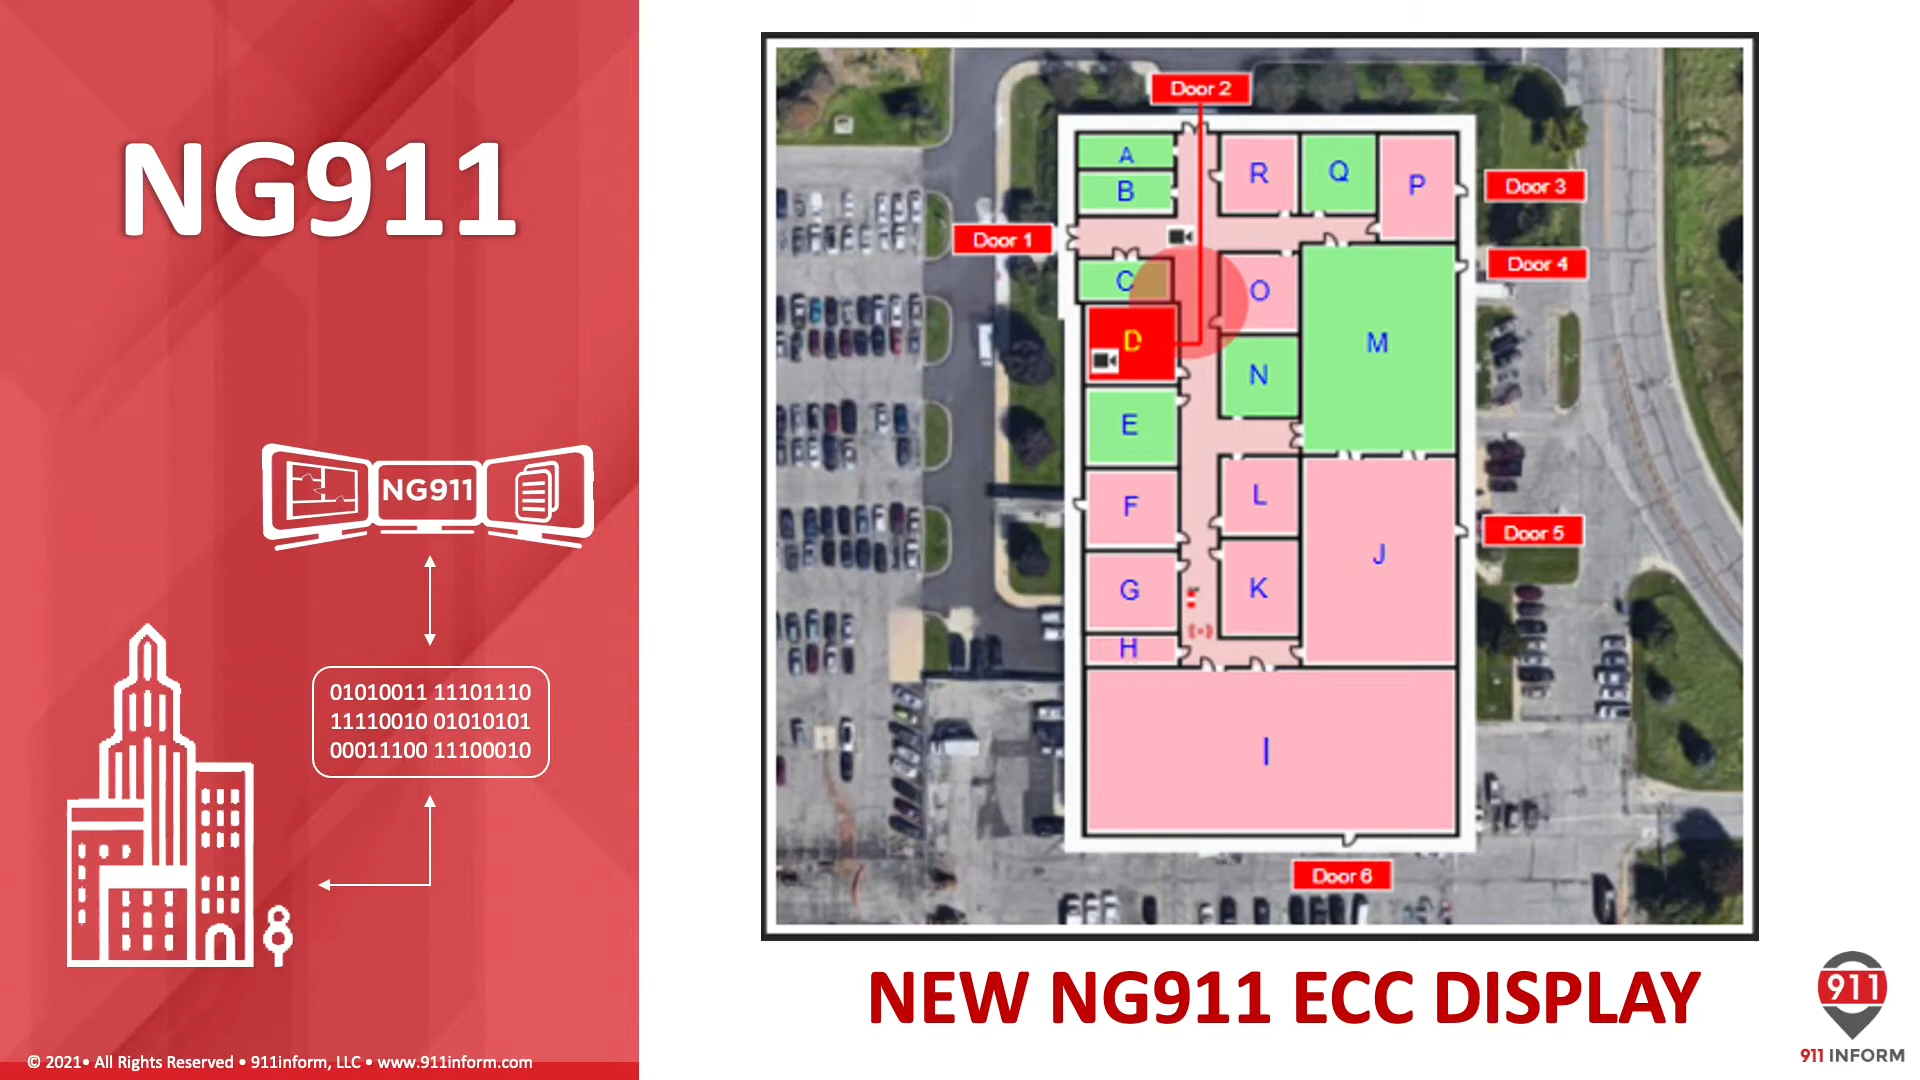 NG911
NG911
01010011 11101110
11110010 01010101
00011100 11100010
© 2021• All Rights Reserved • 911inform, LLC • www.911inform.com
Door 2
A
B
R
Q
P
Door 3
Door 1
Door 4
C
O
D
M
N
E
F
L
Door 5
J
G
K
H
I
Door 6
NEW NG911 ECC DISPLAY
911
911 INFORM